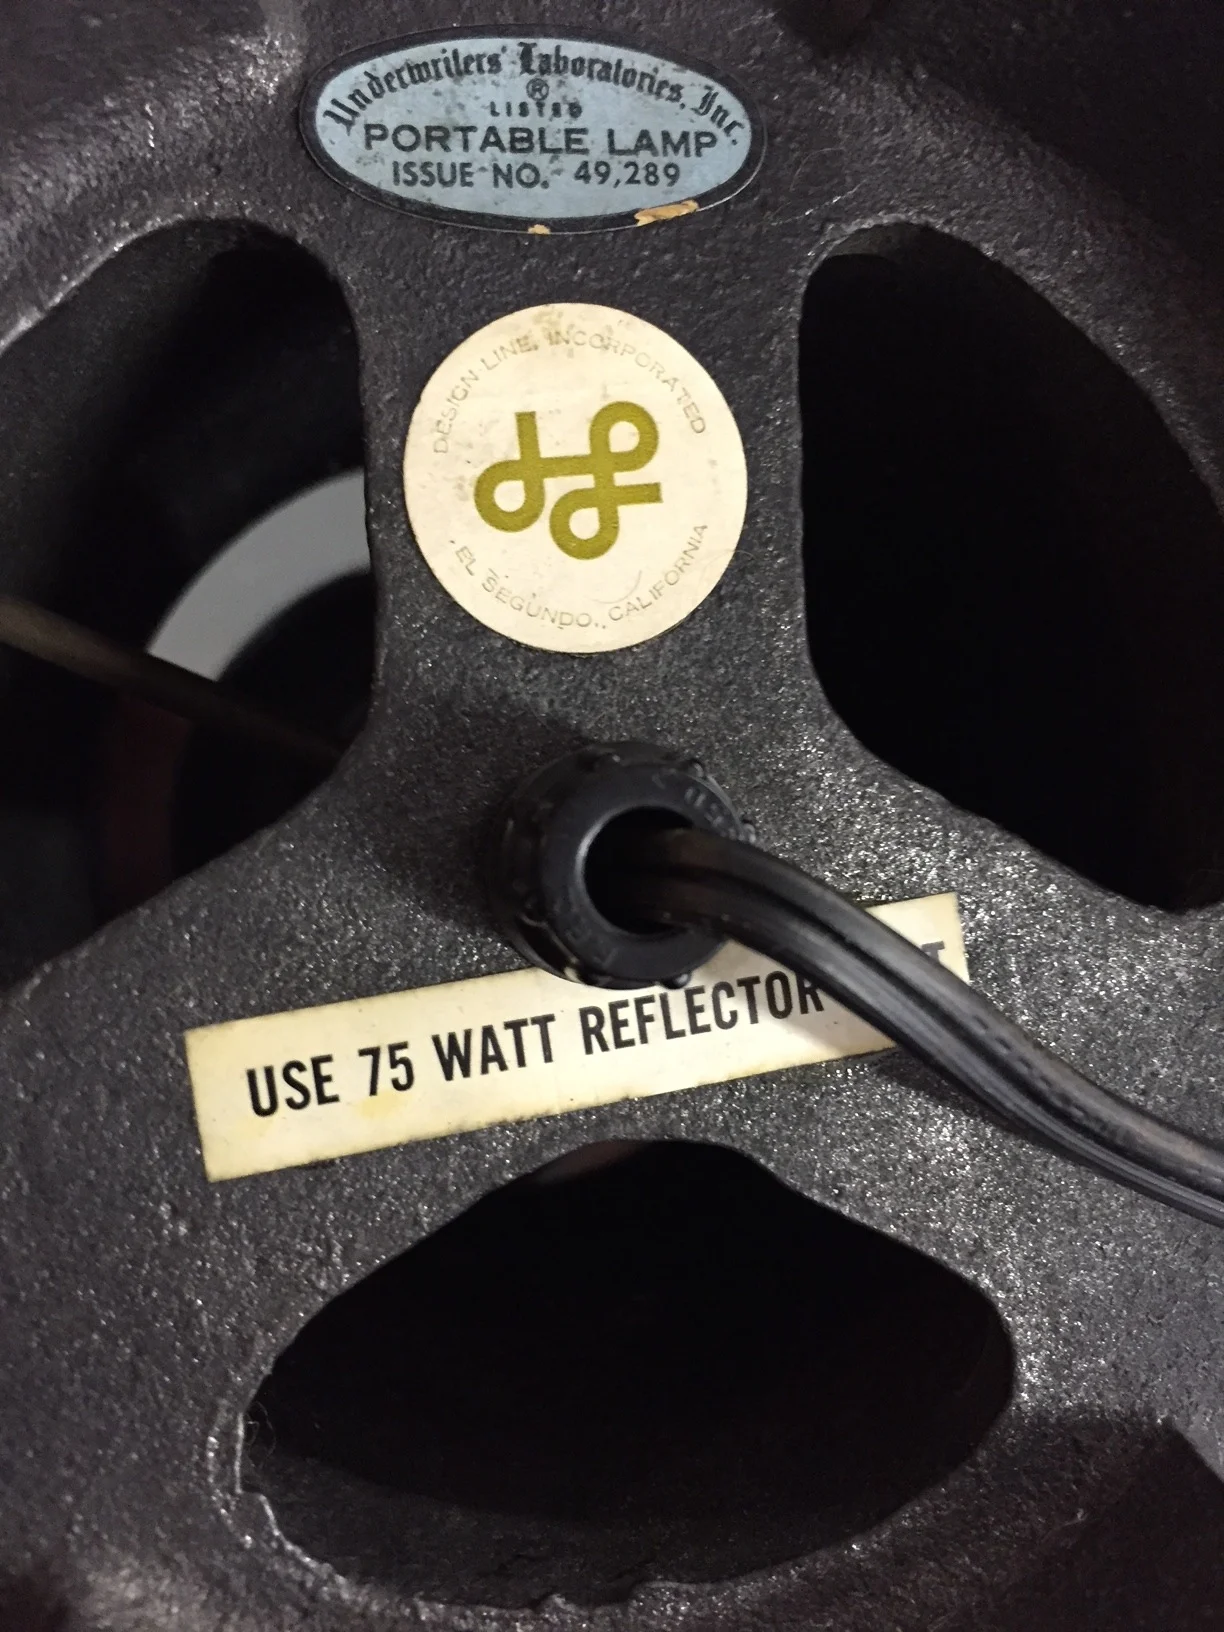 Underwriters' Laboratories, Inc.
®
LISTED
PORTABLE LAMP
ISSUE NO. 49,289
DESIGN LINE, INCORPORATED
EL SEGUNDO, CALIFORNIA
USE 75 WATT REFLECTOR